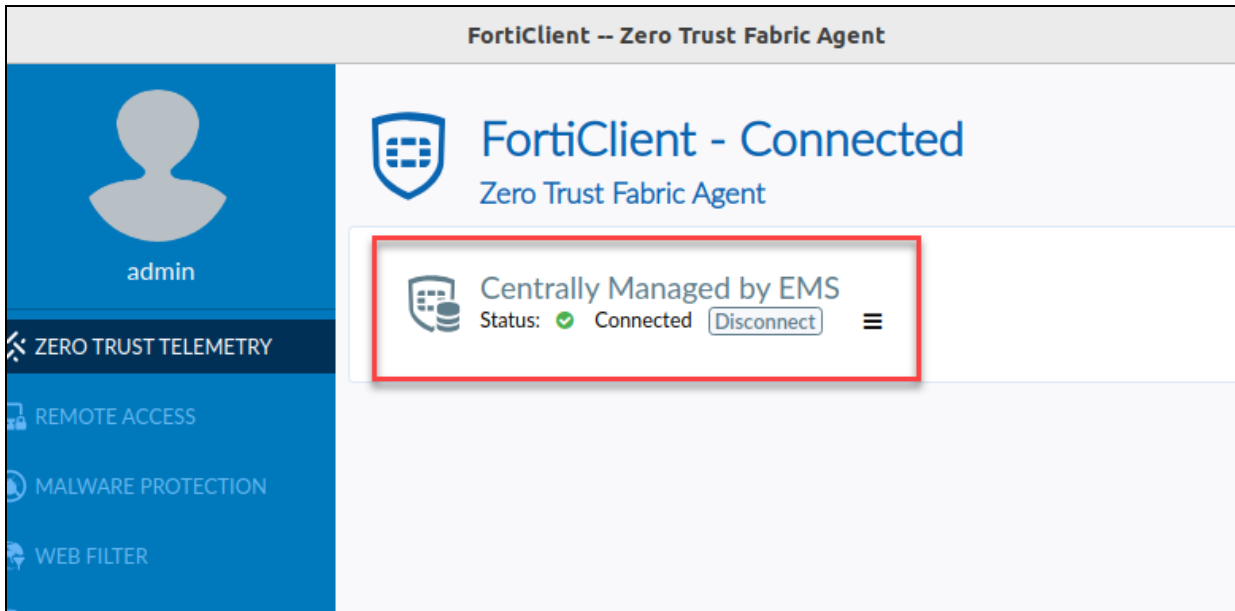 FortiClient -- Zero Trust Fabric Agent
admin
ZERO TRUST TELEMETRY
REMOTE ACCESS
MALWARE PROTECTION
WEB FILTER
FortiClient - Connected
Zero Trust Fabric Agent
Centrally Managed by EMS
Status: Connected Disconnect